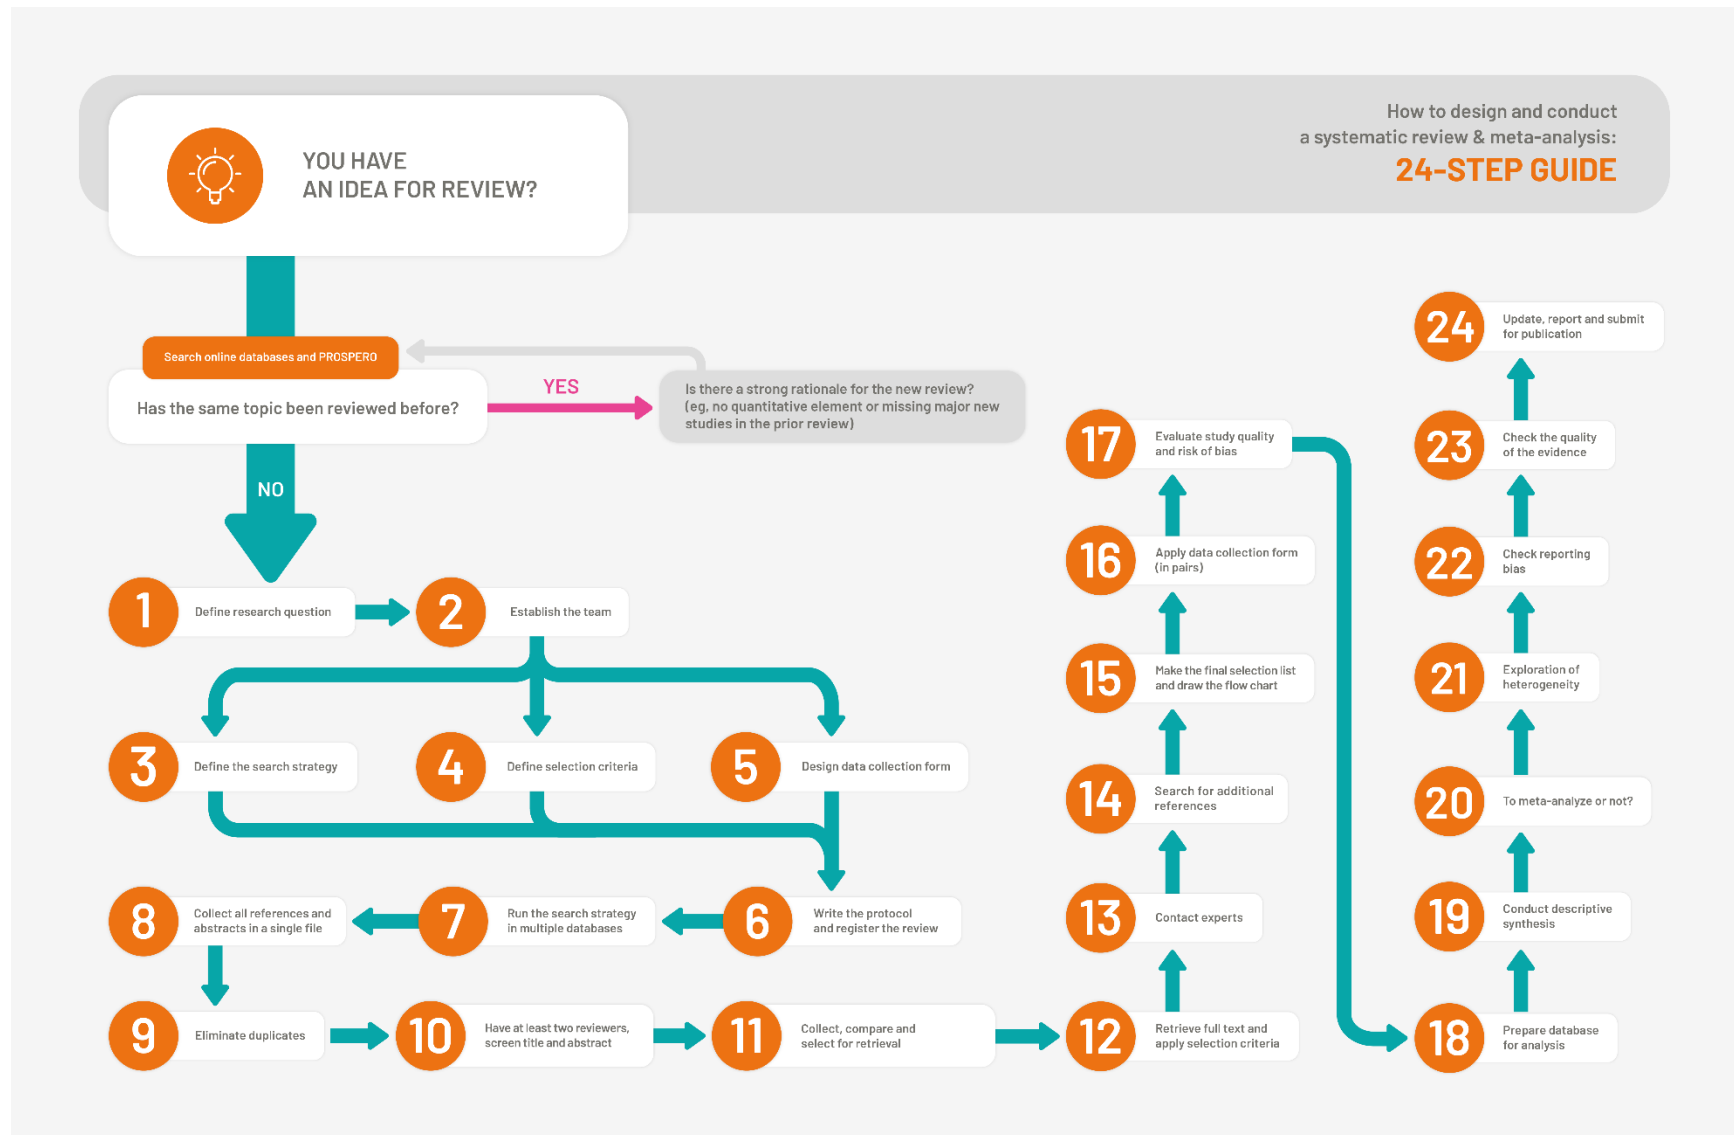 How to design and conduct
a systematic review & meta-analysis:
24-STEP GUIDE
YOU HAVE
AN IDEA FOR REVIEW?
Search online databases and PROSPERO
Has the same topic been reviewed before?
YES
Is there a strong rationale for the new review?
(eg, no quantitative element or missing major new
studies in the prior review)
NO
1
Define research question
2
Establish the team
3
Define the search strategy
4
Define selection criteria
5
Design data collection form
6
Write the protocol
and register the review
7
Run the search strategy
in multiple databases
8
Collect all references and
abstracts in a single file
9
Eliminate duplicates
10
Have at least two reviewers,
screen title and abstract
11
Collect, compare and
select for retrieval
12
Retrieve full text and
apply selection criteria
13
Contact experts
14
Search for additional
references
15
Make the final selection list
and draw the flow chart
16
Apply data collection form
(in pairs)
17
Evaluate study quality
and risk of bias
18
Prepare database
for analysis
19
Conduct descriptive
synthesis
20
To meta-analyze or not?
21
Exploration of
heterogeneity
22
Check reporting
bias
23
Check the quality
of the evidence
24
Update, report and submit
for publication